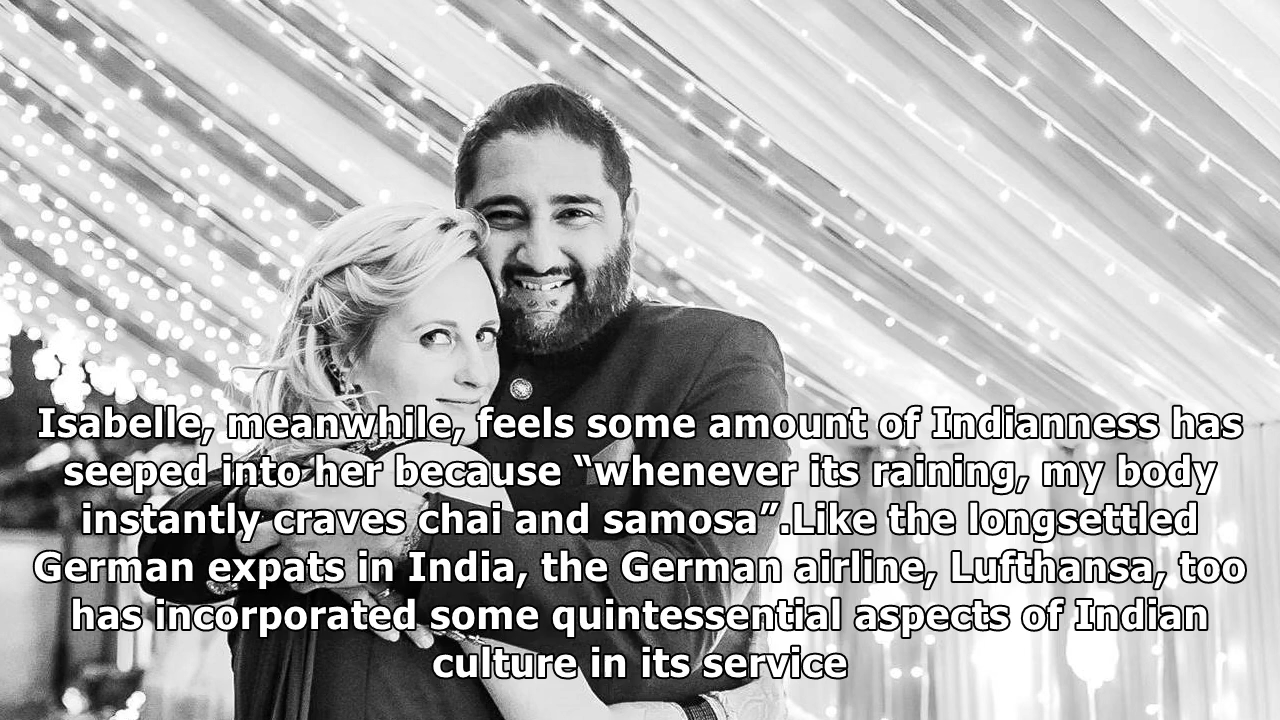 Isabelle, meanwhile, feels some amount of Indianness has
seeped into her because “whenever its raining, my body
instantly craves chai and samosa”.Like the longsettled
German expats in India, the German airline, Lufthansa, too
has incorporated some quintessential aspects of Indian
culture in its service